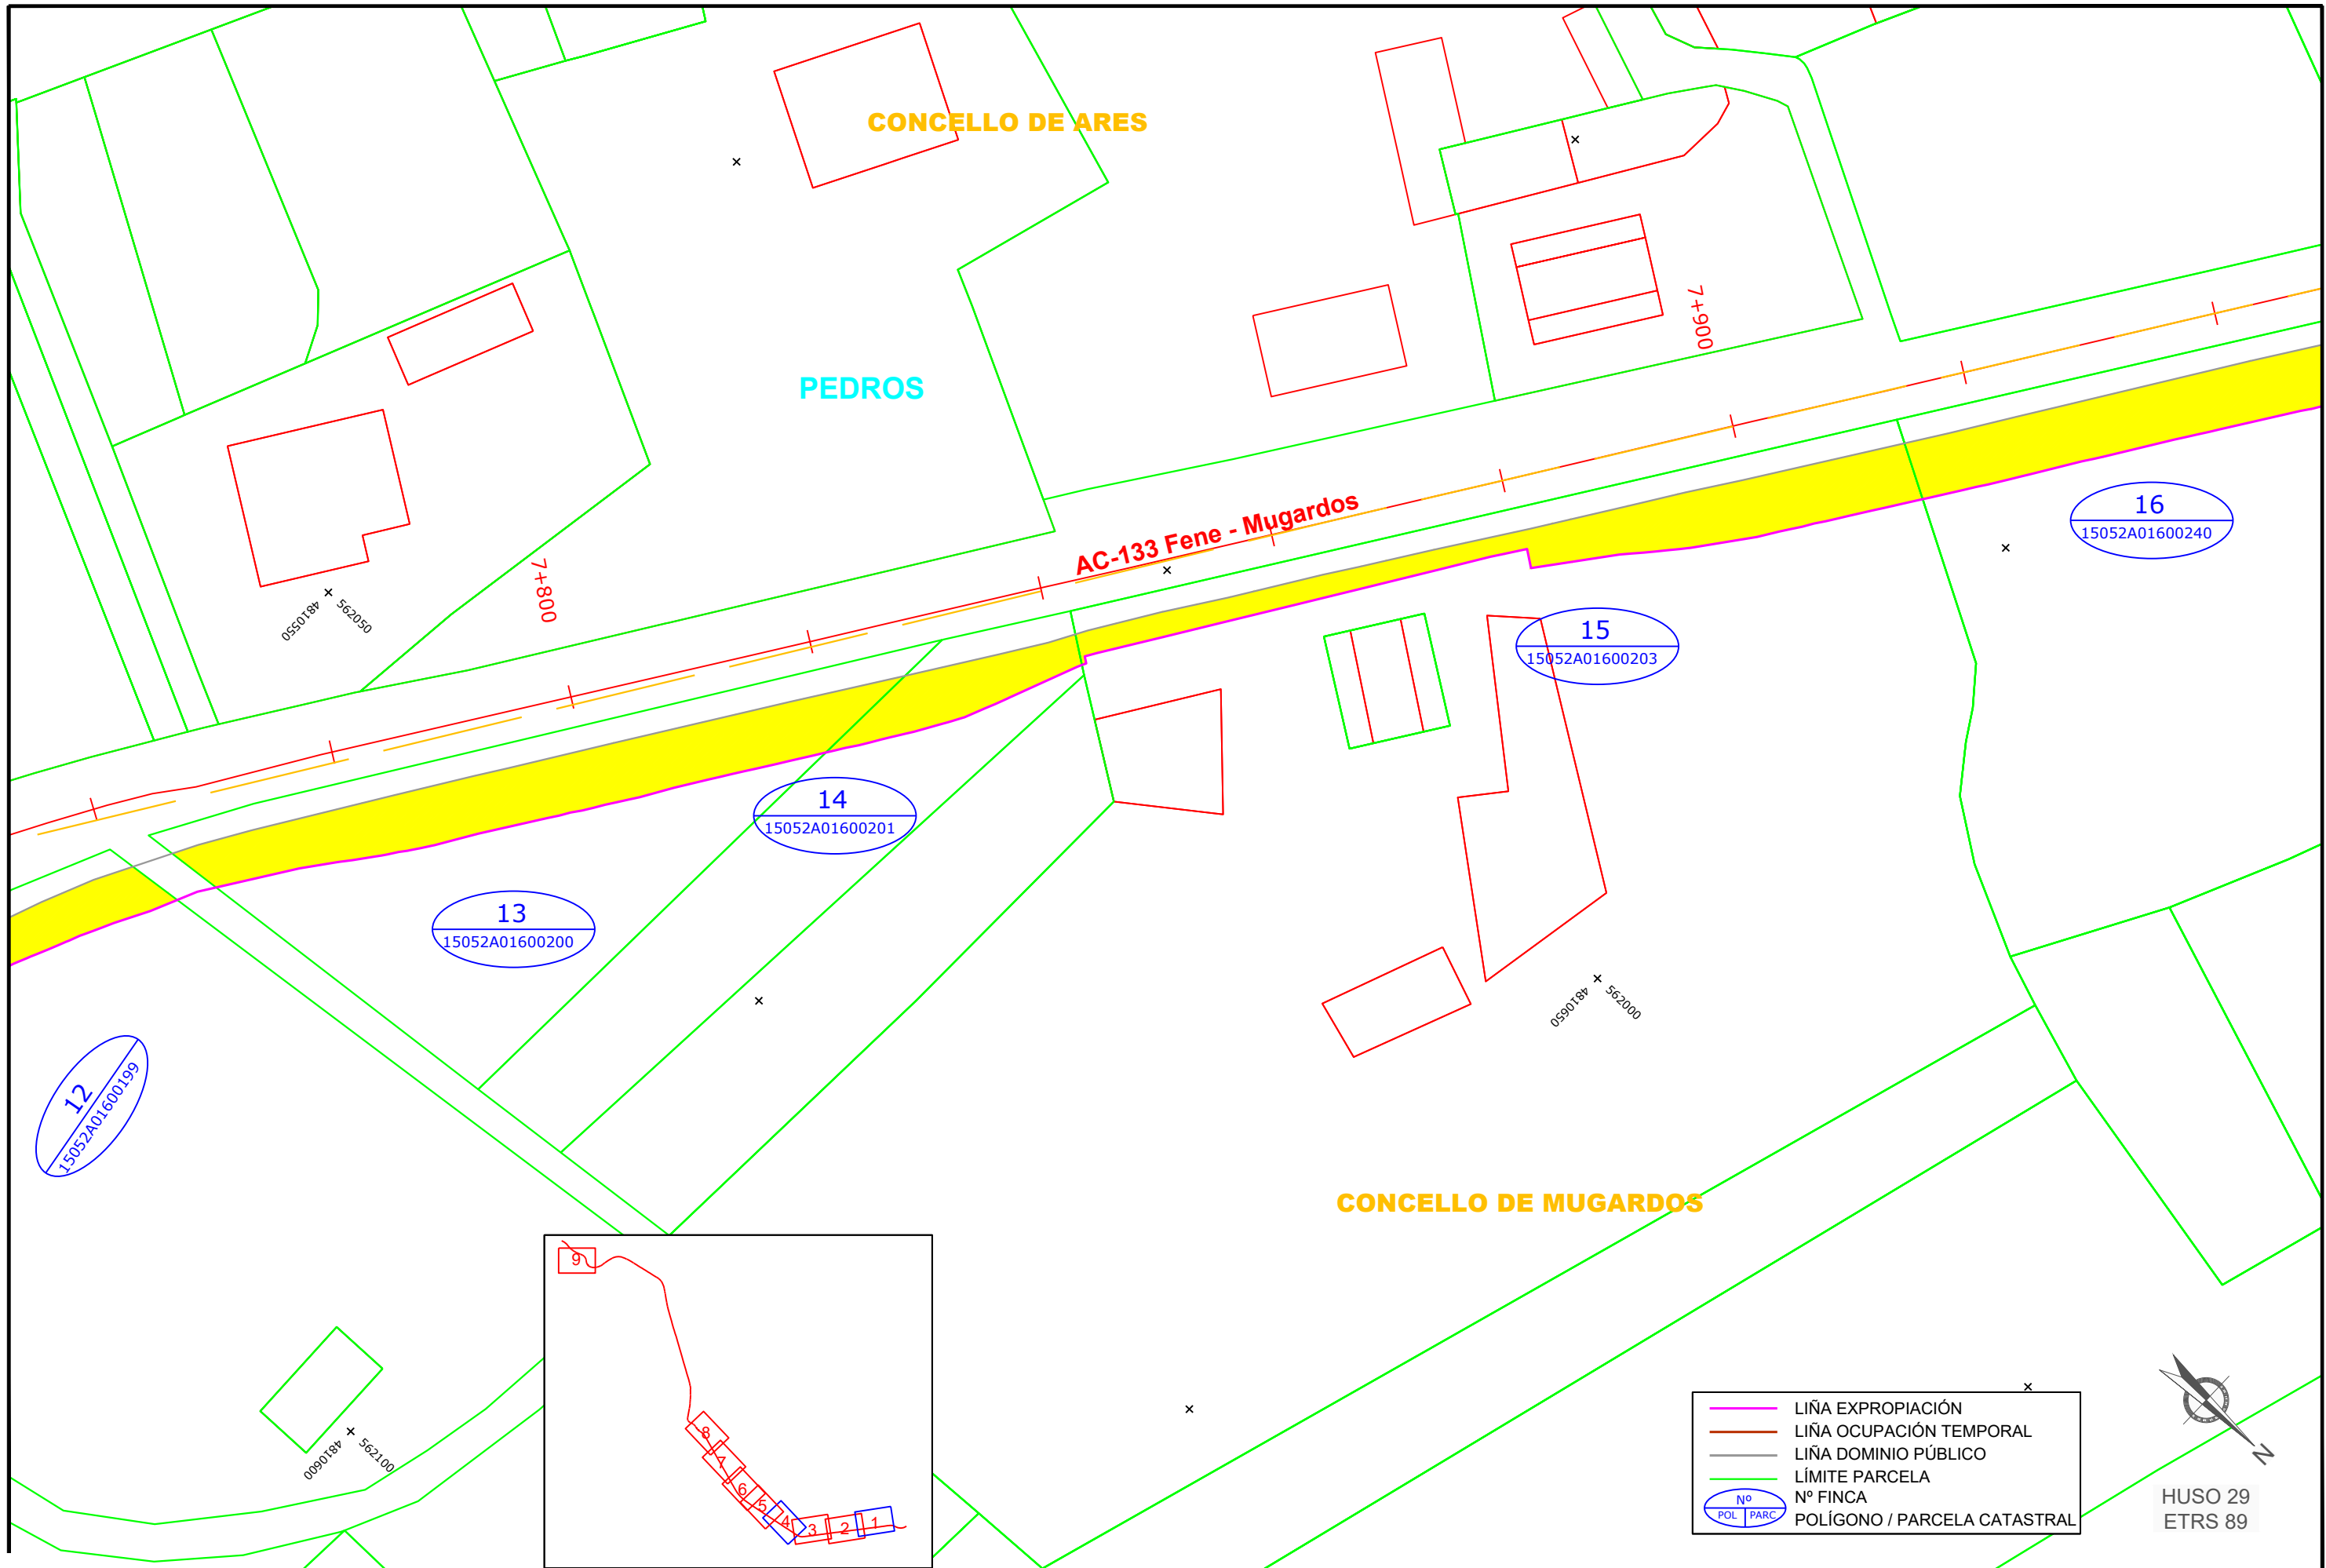 CONCELLO DE ARES
PEDROS
7+900
7+800
AC-133 Fene - Mugardos
4810550
562050
16
15052A01600240
15
15052A01600203
14
15052A01600201
13
15052A01600200
12
15052A01600199
4810650
562000
CONCELLO DE MUGARDOS
4810600
562100
9
8
7
6
5
4
3
2
1
LIÑA EXPROPIACIÓN
LIÑA OCUPACIÓN TEMPORAL
LIÑA DOMINIO PÚBLICO
LÍMITE PARCELA
Nº
POL PARC
Nº FINCA
POLÍGONO / PARCELA CATASTRAL
N
HUSO 29
ETRS 89